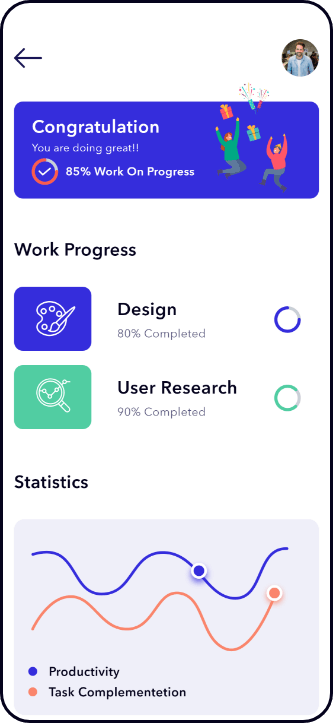 Congratulation
You are doing great!!
85% Work On Progress
Work Progress
Design
80% Completed
User Research
90% Completed
Statistics
Productivity
Task Complementetion